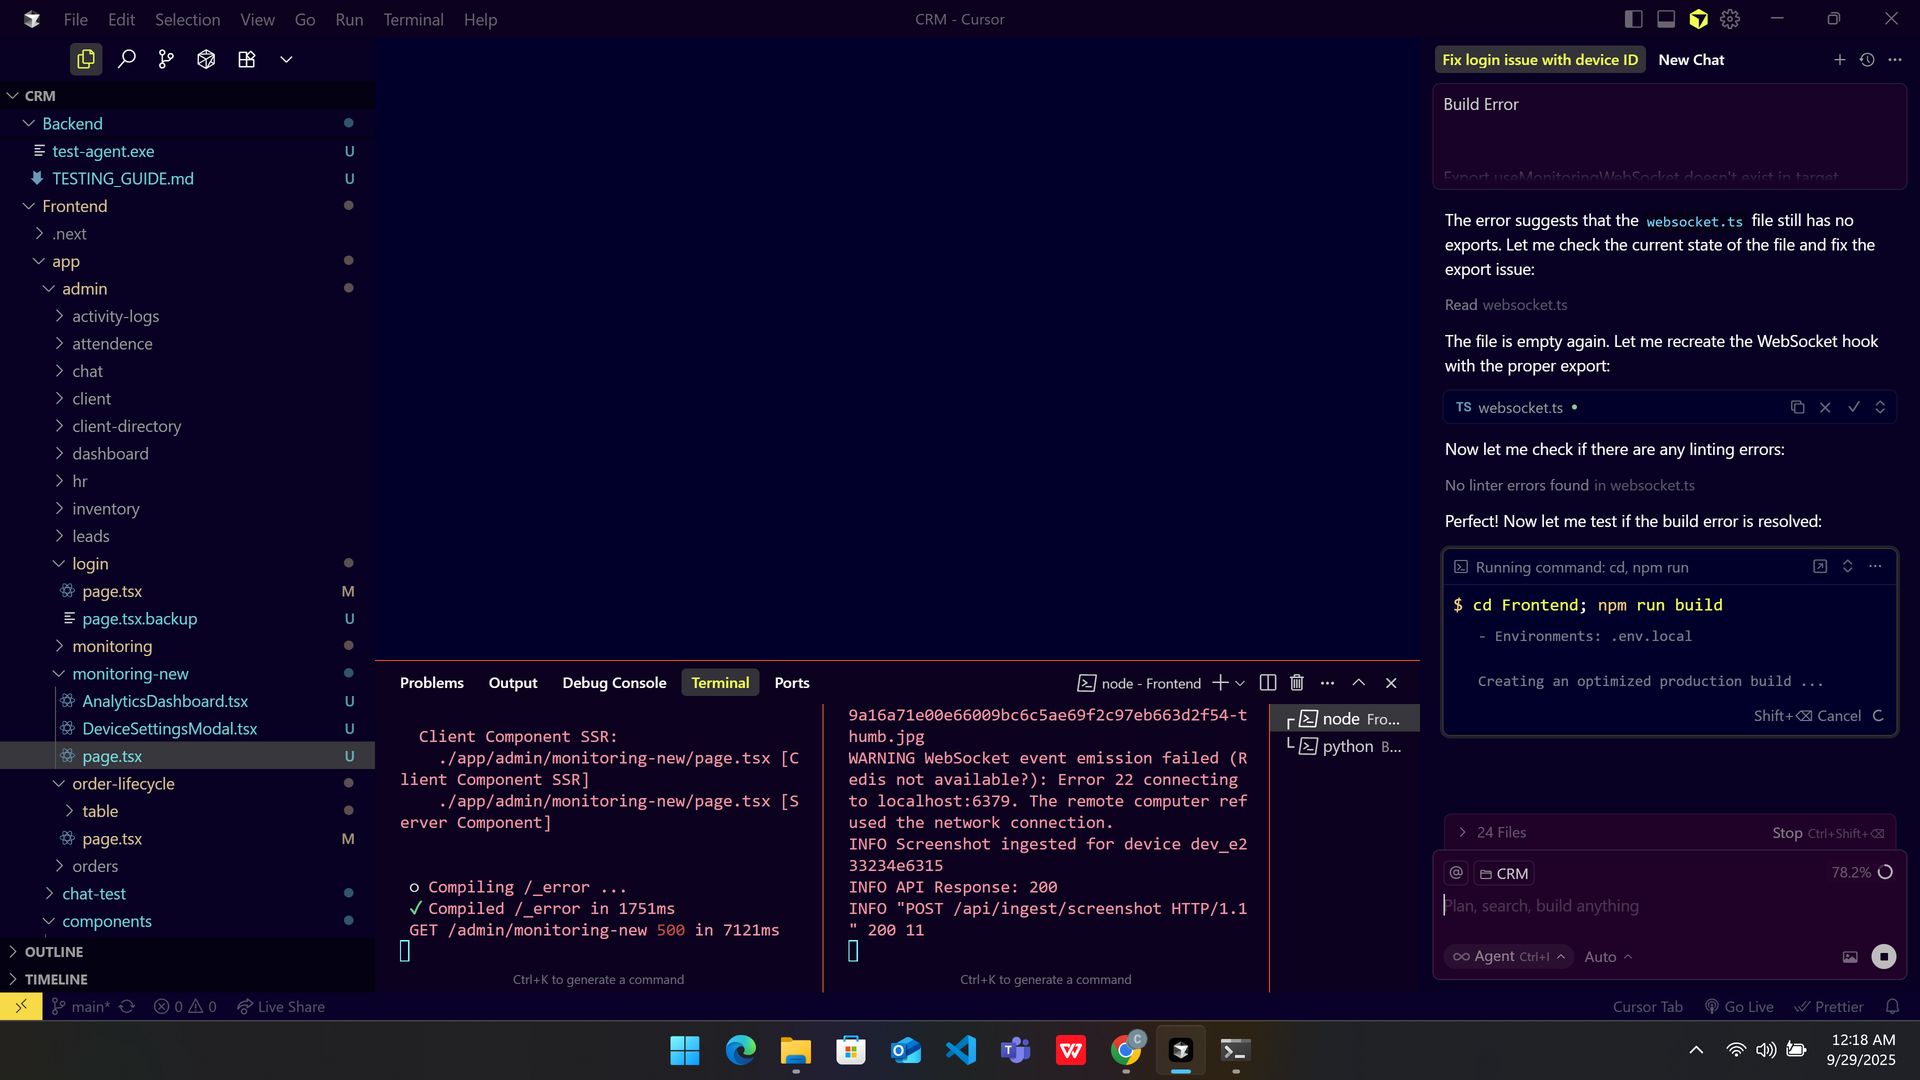 File Edit Selection View Go Run Terminal Help
CRM - Cursor
CRM
Backend
test-agent.exe U
TESTING_GUIDE.md U
Frontend
.next
app
admin
activity-logs
attendence
chat
client
client-directory
dashboard
hr
inventory
leads
login
page.tsx M
page.tsx.backup U
monitoring
monitoring-new
AnalyticsDashboard.tsx U
DeviceSettingsModal.tsx U
page.tsx U
order-lifecycle
table
page.tsx M
orders
chat-test
components
OUTLINE
TIMELINE
Problems Output Debug Console Terminal Ports
node - Frontend
Client Component SSR:
./app/admin/monitoring-new/page.tsx [C
lient Component SSR]
./app/admin/monitoring-new/page.tsx [S
erver Component]
○ Compiling /_error ...
✓ Compiled /_error in 1751ms
GET /admin/monitoring-new 500 in 7121ms
Ctrl+K to generate a command
9a16a71e00e66009bc6c5ae69f2c97eb663d2f54-t
humb.jpg
WARNING WebSocket event emission failed (R
edis not available?): Error 22 connecting
to localhost:6379. The remote computer ref
used the network connection.
INFO Screenshot ingested for device dev_e2
33234e6315
INFO API Response: 200
INFO "POST /api/ingest/screenshot HTTP/1.1
" 200 11
Ctrl+K to generate a command
node Fro...
python B...
Fix login issue with device ID New Chat
Build Error
Export useMonitoringWebSocket doesn't exist in target
The error suggests that the websocket.ts file still has no
exports. Let me check the current state of the file and fix the
export issue:
Read websocket.ts
The file is empty again. Let me recreate the WebSocket hook
with the proper export:
TS websocket.ts •
Now let me check if there are any linting errors:
No linter errors found in websocket.ts
Perfect! Now let me test if the build error is resolved:
Running command: cd, npm run
$ cd Frontend; npm run build
- Environments: .env.local
Creating an optimized production build ...
Shift+⌫ Cancel
24 Files Stop Ctrl+Shift+⌫
@ CRM 78.2%
Plan, search, build anything
∞ Agent Ctrl+I Auto
main* 0 0 Live Share
Cursor Tab Go Live Prettier
C
T
W
12:18 AM
9/29/2025